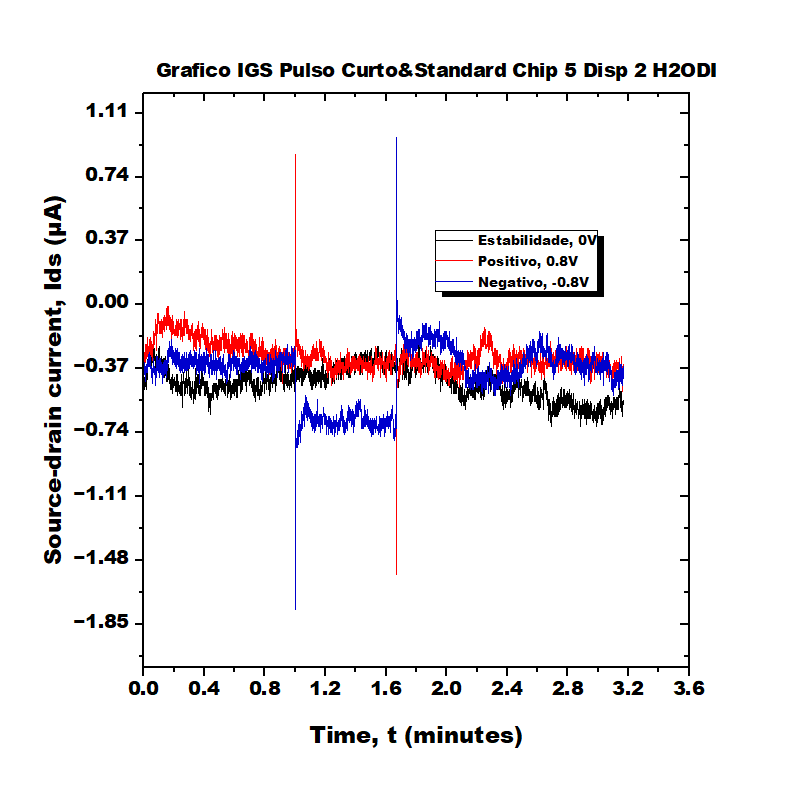 Grafico IGS Pulso Curto&Standard Chip 5 Disp 2 H2ODI
Source-drain current, Ids (µA)
1.11
0.74
0.37
0.00
−0.37
−0.74
−1.11
−1.48
−1.85
Estabilidade, 0V
Positivo, 0.8V
Negativo, -0.8V
0.0 0.4 0.8 1.2 1.6 2.0 2.4 2.8 3.2 3.6
Time, t (minutes)